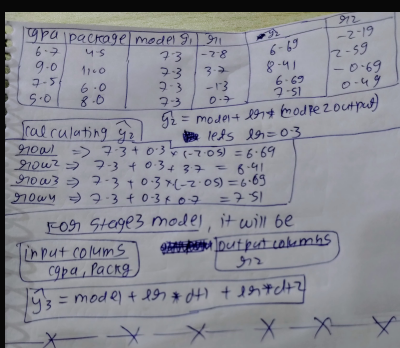 cgpa package model y1 r1 y2 r2
6.7 4.5 7.3 -2.8 6.69 -2.19
9.0 11.0 7.3 3.7 8.41 2.59
7.5 6.0 7.3 -1.3 6.69 -0.69
5.0 8.0 7.3 0.7 7.51 0.49
ŷ2 = model + lr * (model 2 output)
calculating ŷ2
lets lr = 0.3
row1 => 7.3 + 0.3 * (-2.05) = 6.69
row2 => 7.3 + 0.3 * 3.7 = 8.41
row3 => 7.3 + 0.3 * (-2.05) = 6.69
row4 => 7.3 + 0.3 * 0.7 = 7.51
For stage3 model, it will be
input colums output columns
cgpa, Packg r2
ŷ3 = model + lr * dt1 + lr * dt2